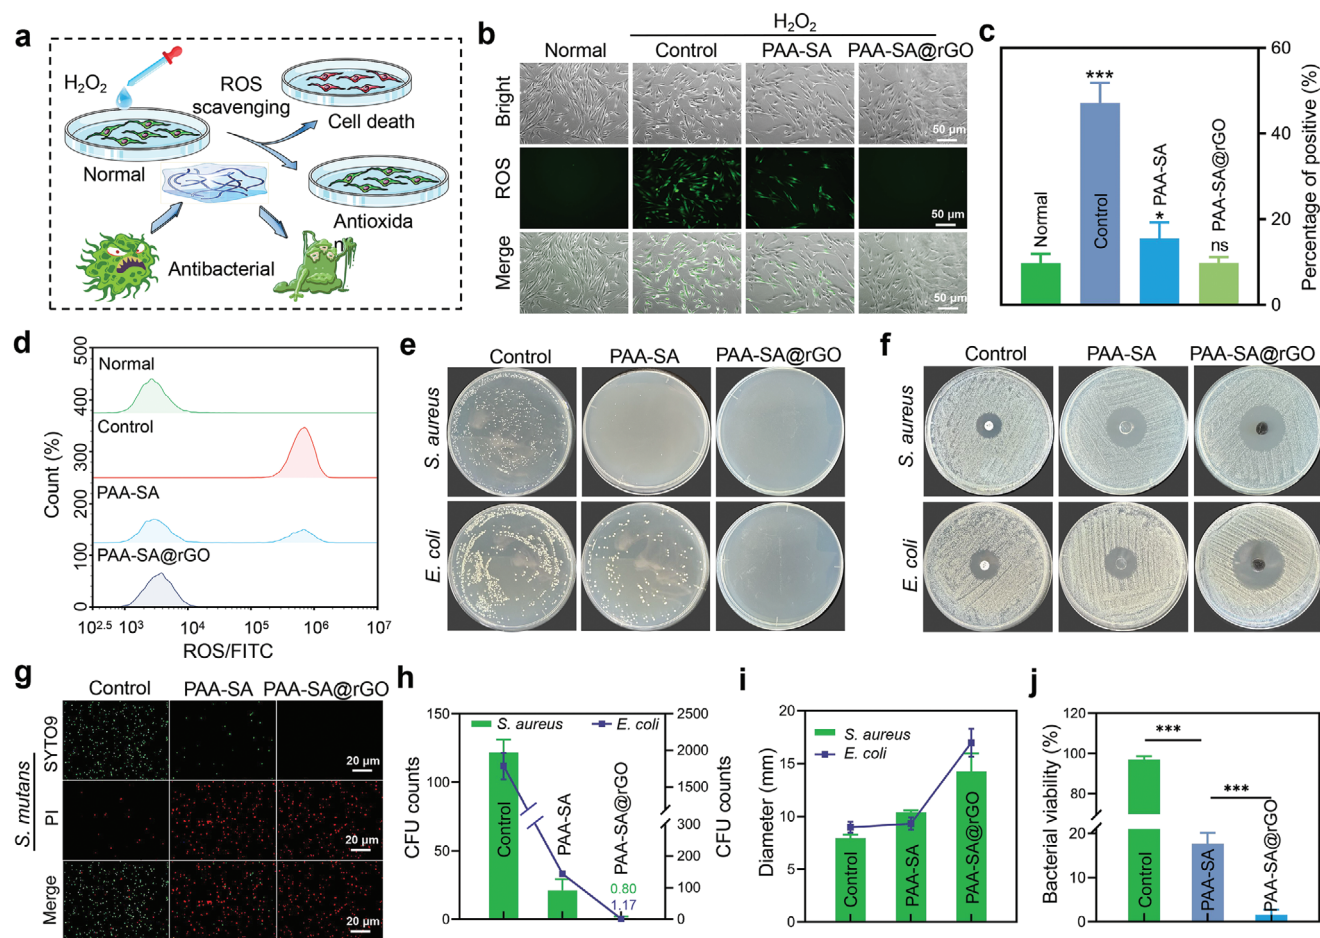 a
H₂O₂
ROS
scavenging
Cell death
Normal
Antioxida
n
Antibacterial
b
H₂O₂
Normal
Control
PAA-SA
PAA-SA@rGO
Bright
50 µm
ROS
50 µm
Merge
50 µm
c
Normal
***
Control
*
PAA-SA
ns
PAA-SA@rGO
60
40
20
0
Percentage of positive (%)
d
500
400
300
200
100
0
Count (%)
Normal
Control
PAA-SA
PAA-SA@rGO
10^2.5 10^3 10^4 10^5 10^6 10^7
ROS/FITC
e
Control PAA-SA PAA-SA@rGO
S. aureus
E. coli
f
Control PAA-SA PAA-SA@rGO
S. aureus
E. coli
g
Control PAA-SA PAA-SA@rGO
S. mutans
SYTO9
20 µm
PI
20 µm
Merge
20 µm
h
S. aureus
E. coli
150
100
50
0
CFU counts
Control
PAA-SA
PAA-SA@rGO
0.80
1.17
2500
2000
1500
300
200
100
0
CFU counts
i
S. aureus
E. coli
20
15
10
5
0
Diameter (mm)
Control
PAA-SA
PAA-SA@rGO
j
120
100
80
20
0
Bacterial viability (%)
***
***
Control
PAA-SA
PAA-SA@rGO